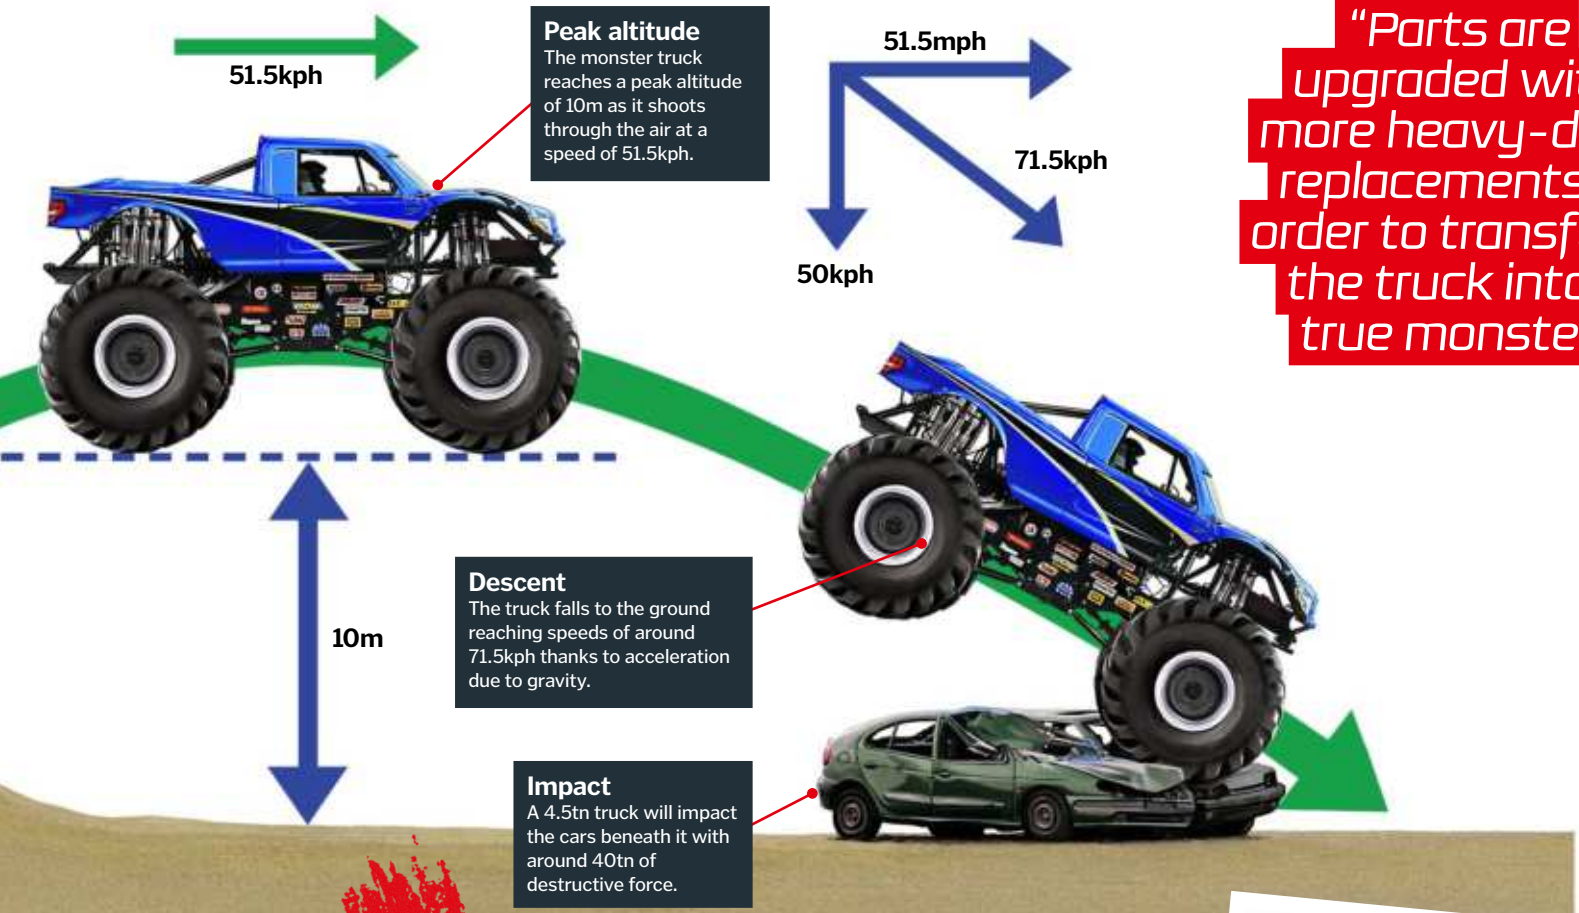 51.5kph
Peak altitude
The monster truck
reaches a peak altitude
of 10m as it shoots
through the air at a
speed of 51.5kph.
51.5mph
71.5kph
50kph
“Parts are
upgraded wit
more heavy-d
replacements
order to transf
the truck into
true monste
10m
Descent
The truck falls to the ground
reaching speeds of around
71.5kph thanks to acceleration
due to gravity.
Impact
A 4.5tn truck will impact
the cars beneath it with
around 40tn of
destructive force.